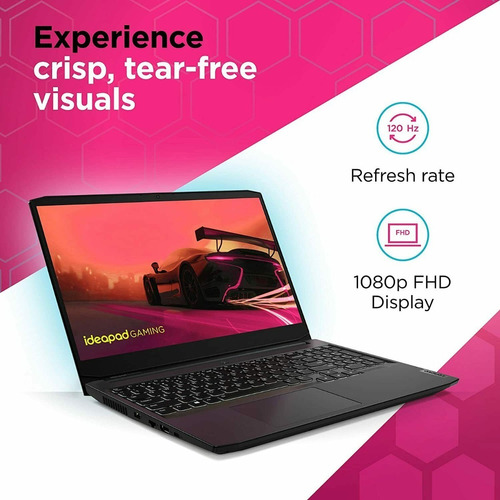 Experience
crisp, tear-free
visuals
120 Hz
Refresh rate
FHD
1080p FHD
Display
ideapad GAMING